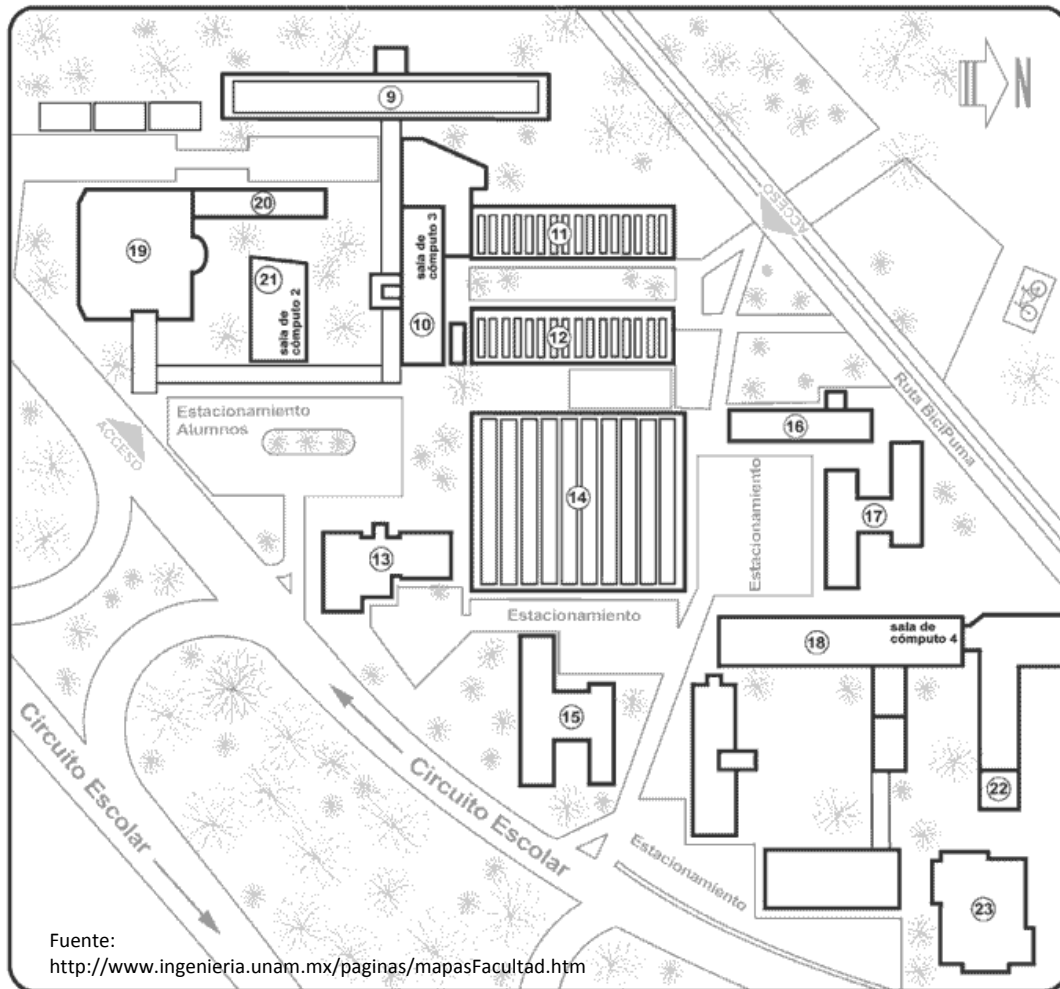 N
9
ACCESO
20
11
19
sala de
cómputo 3
21
sala de
cómputo 2
10
12
Ruta BiciPuma
Estacionamiento
Alumnos
16
ACCESO
14
Estacionamiento
17
13
Estacionamiento
18
sala de
cómputo 4
15
Circuito Escolar
Circuito Escolar
22
Estacionamiento
23
Fuente:
http://www.ingenieria.unam.mx/paginas/mapasFacultad.htm